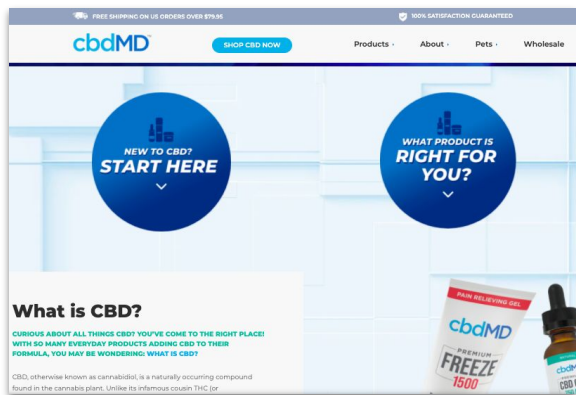 FREE SHIPPING ON US ORDERS OVER $79.95
100% SATISFACTION GUARANTEED
cbdMD
SHOP CBD NOW
Products
About
Pets
Wholesale
NEW TO CBD?
START HERE
WHAT PRODUCT IS
RIGHT FOR
YOU?
What is CBD?
CURIOUS ABOUT ALL THINGS CBD? YOU'VE COME TO THE RIGHT PLACE!
WITH SO MANY EVERYDAY PRODUCTS ADDING CBD TO THEIR
FORMULA, YOU MAY BE WONDERING: WHAT IS CBD?
CBD, otherwise known as cannabidiol, is a naturally occurring compound
found in the cannabis plant. Unlike its infamous cousin THC (or
PAIN RELIEVING GEL
cbdMD
PREMIUM
FREEZE
1500